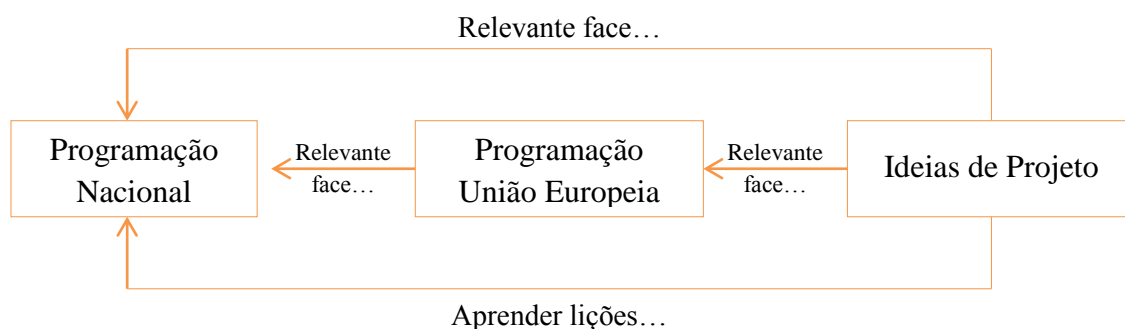 Relevante face…
Programação
Nacional
Relevante
face…
Programação
União Europeia
Relevante
face…
Ideias de Projeto
Aprender lições…